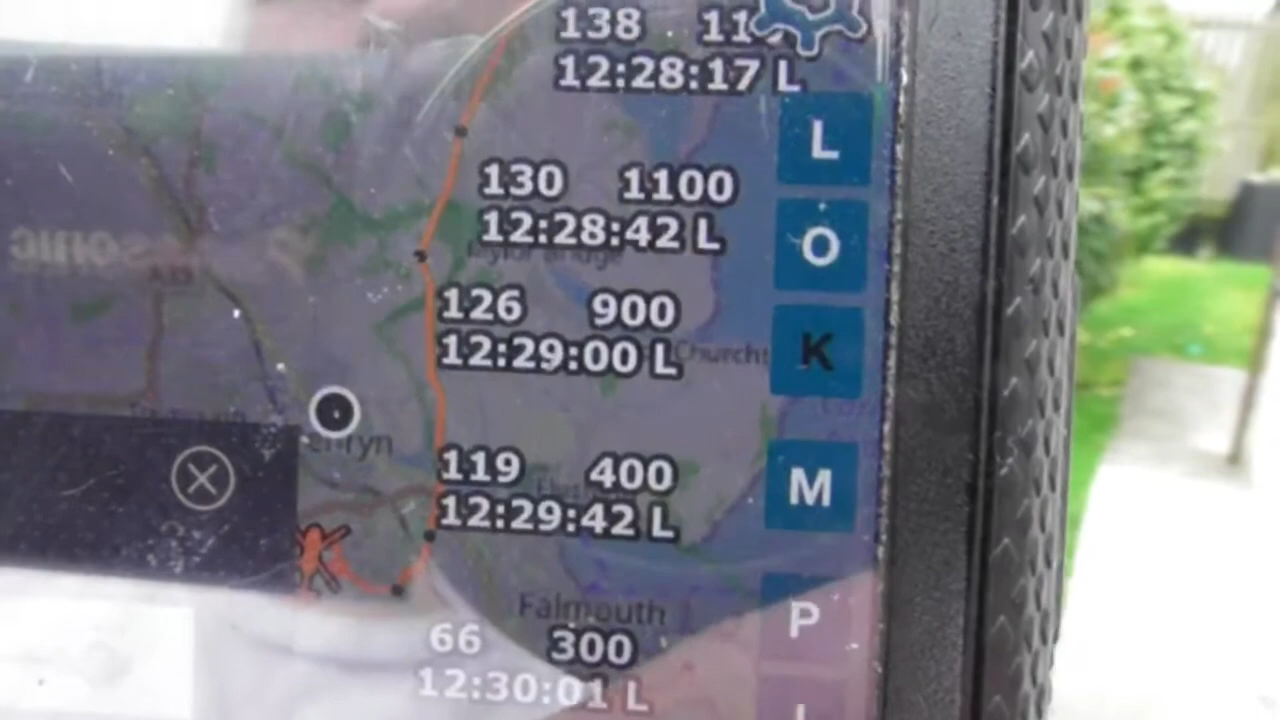 138 11
12:28:17 L
L
130 1100
12:28:42 L
O
126 900
12:29:00 L
K
119 400
12:29:42 L
M
Falmouth
P
66 300
12:30:01 L